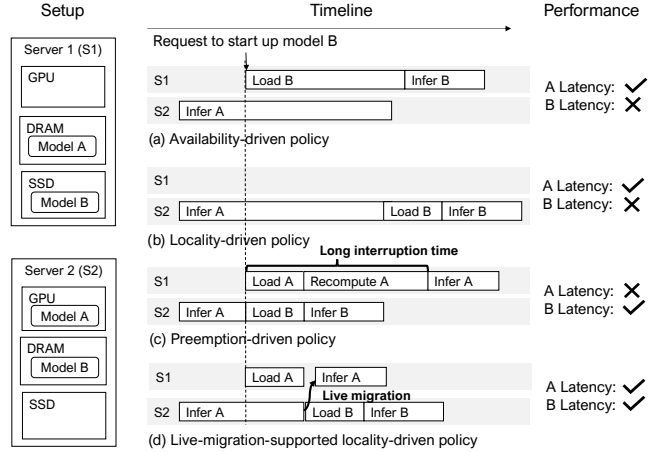 Setup
Timeline
Performance
Server 1 (S1)
GPU
DRAM
Model A
SSD
Model B
Server 2 (S2)
GPU
Model A
DRAM
Model B
SSD
Request to start up model B
S1 Load B Infer B
S2 Infer A
(a) Availability-driven policy
A Latency: ✓
B Latency: ✕
S1
S2 Infer A Load B Infer B
(b) Locality-driven policy
A Latency: ✓
B Latency: ✕
Long interruption time
S1 Load A Recompute A Infer A
S2 Infer A Load B Infer B
(c) Preemption-driven policy
A Latency: ✕
B Latency: ✓
S1 Load A Infer A
Live migration
S2 Infer A Load B Infer B
(d) Live-migration-supported locality-driven policy
A Latency: ✓
B Latency: ✓